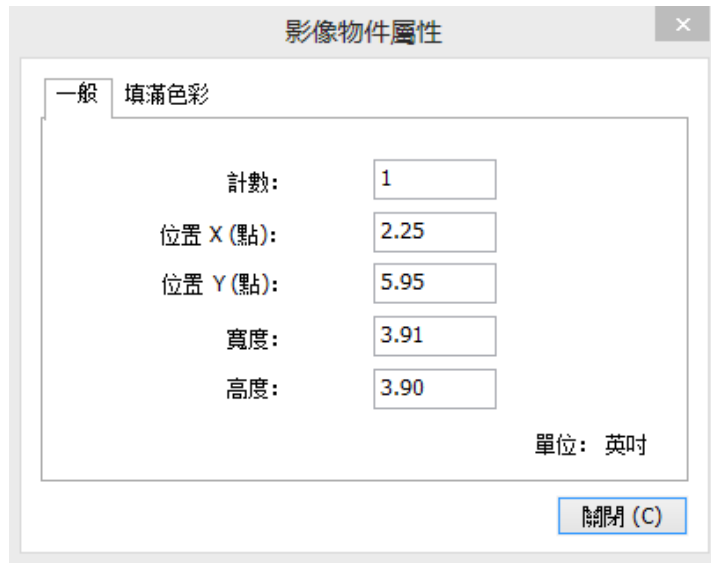 影像物件屬性
一般 填滿色彩
計數: 1
位置 X (點): 2.25
位置 Y (點): 5.95
寬度: 3.91
高度: 3.90
單位: 英吋
關閉 (C)